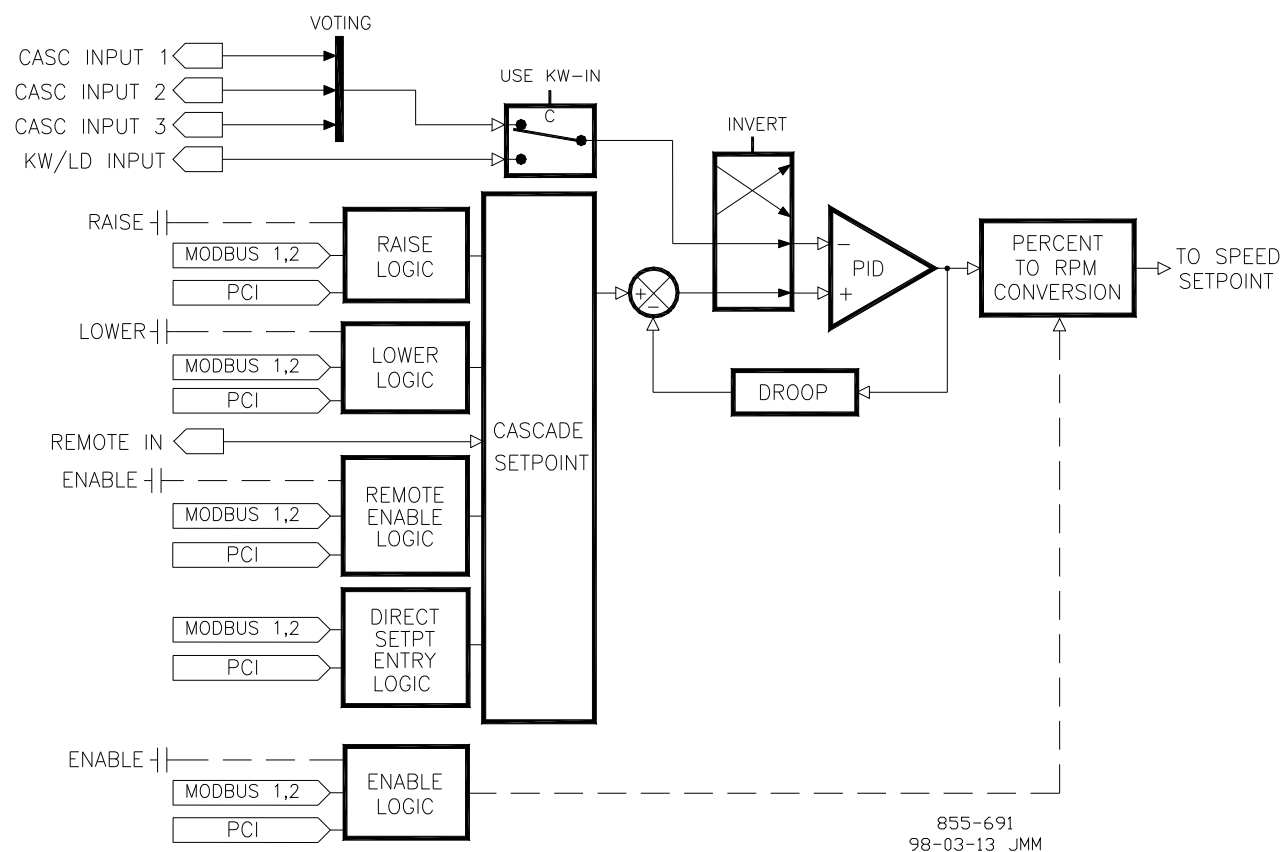 VOTING
CASC INPUT 1
CASC INPUT 2
CASC INPUT 3
KW/LD INPUT
USE KW-IN
C
INVERT
RAISE
MODBUS 1,2
PCI
RAISE
LOGIC
LOWER
MODBUS 1,2
PCI
LOWER
LOGIC
REMOTE IN
ENABLE
MODBUS 1,2
PCI
REMOTE
ENABLE
LOGIC
MODBUS 1,2
PCI
DIRECT
SETPT
ENTRY
LOGIC
CASCADE
SETPOINT
ENABLE
MODBUS 1,2
PCI
ENABLE
LOGIC
+
−
−
PID
+
DROOP
PERCENT
TO RPM
CONVERSION
TO SPEED
SETPOINT
855-691
98-03-13 JMM